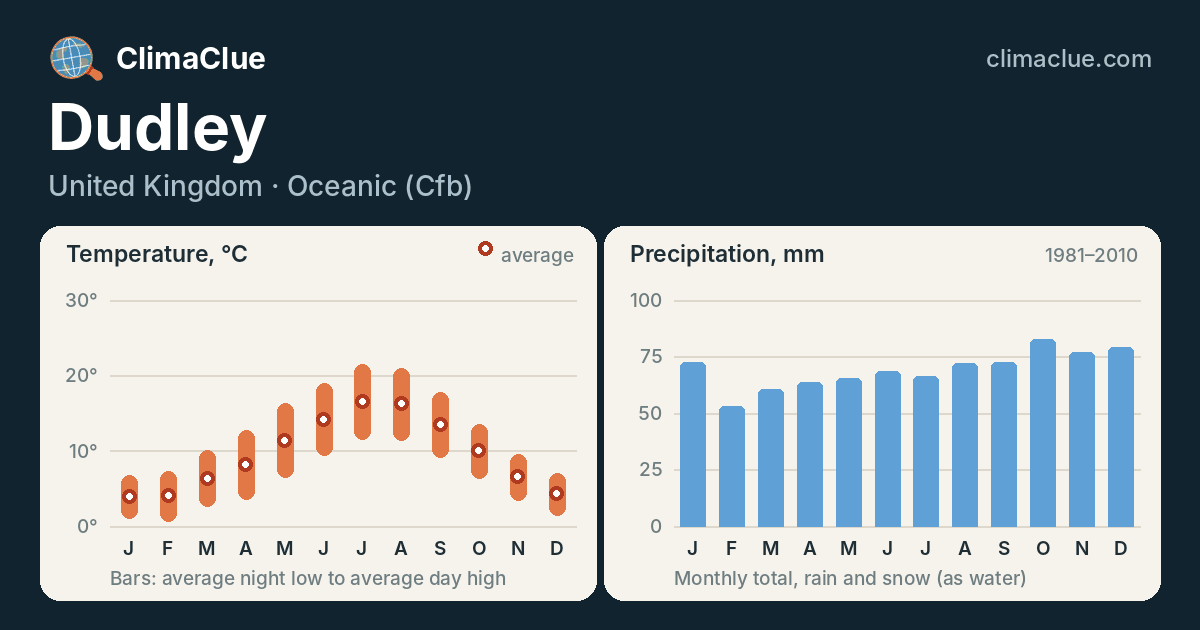 ClimaClue
climaclue.com
Dudley
United Kingdom · Oceanic (Cfb)
Temperature, °C
average
30°
20°
10°
0°
J F M A M J J A S O N D
Bars: average night low to average day high
Precipitation, mm
1981–2010
100
75
50
25
0
J F M A M J J A S O N D
Monthly total, rain and snow (as water)